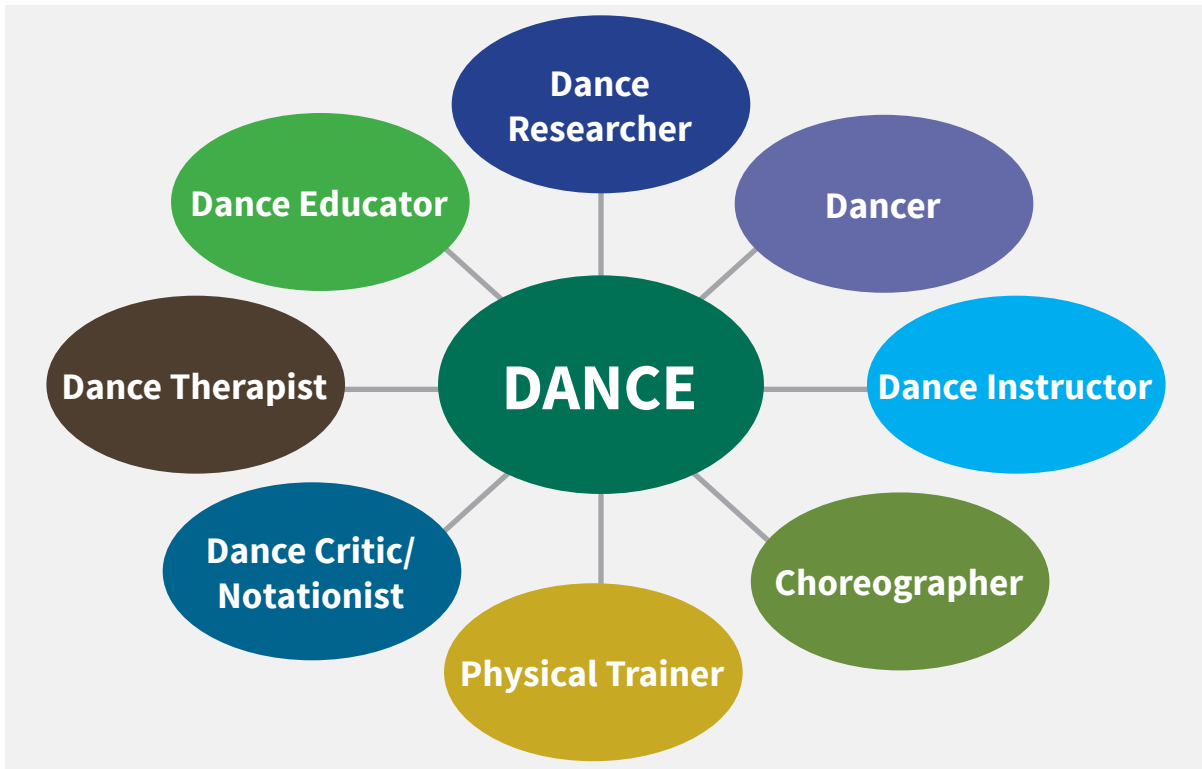 Dance
Researcher
Dancer
Dance Educator
Dance Instructor
DANCE
Dance Therapist
Choreographer
Dance Critic/
Notationist
Physical Trainer